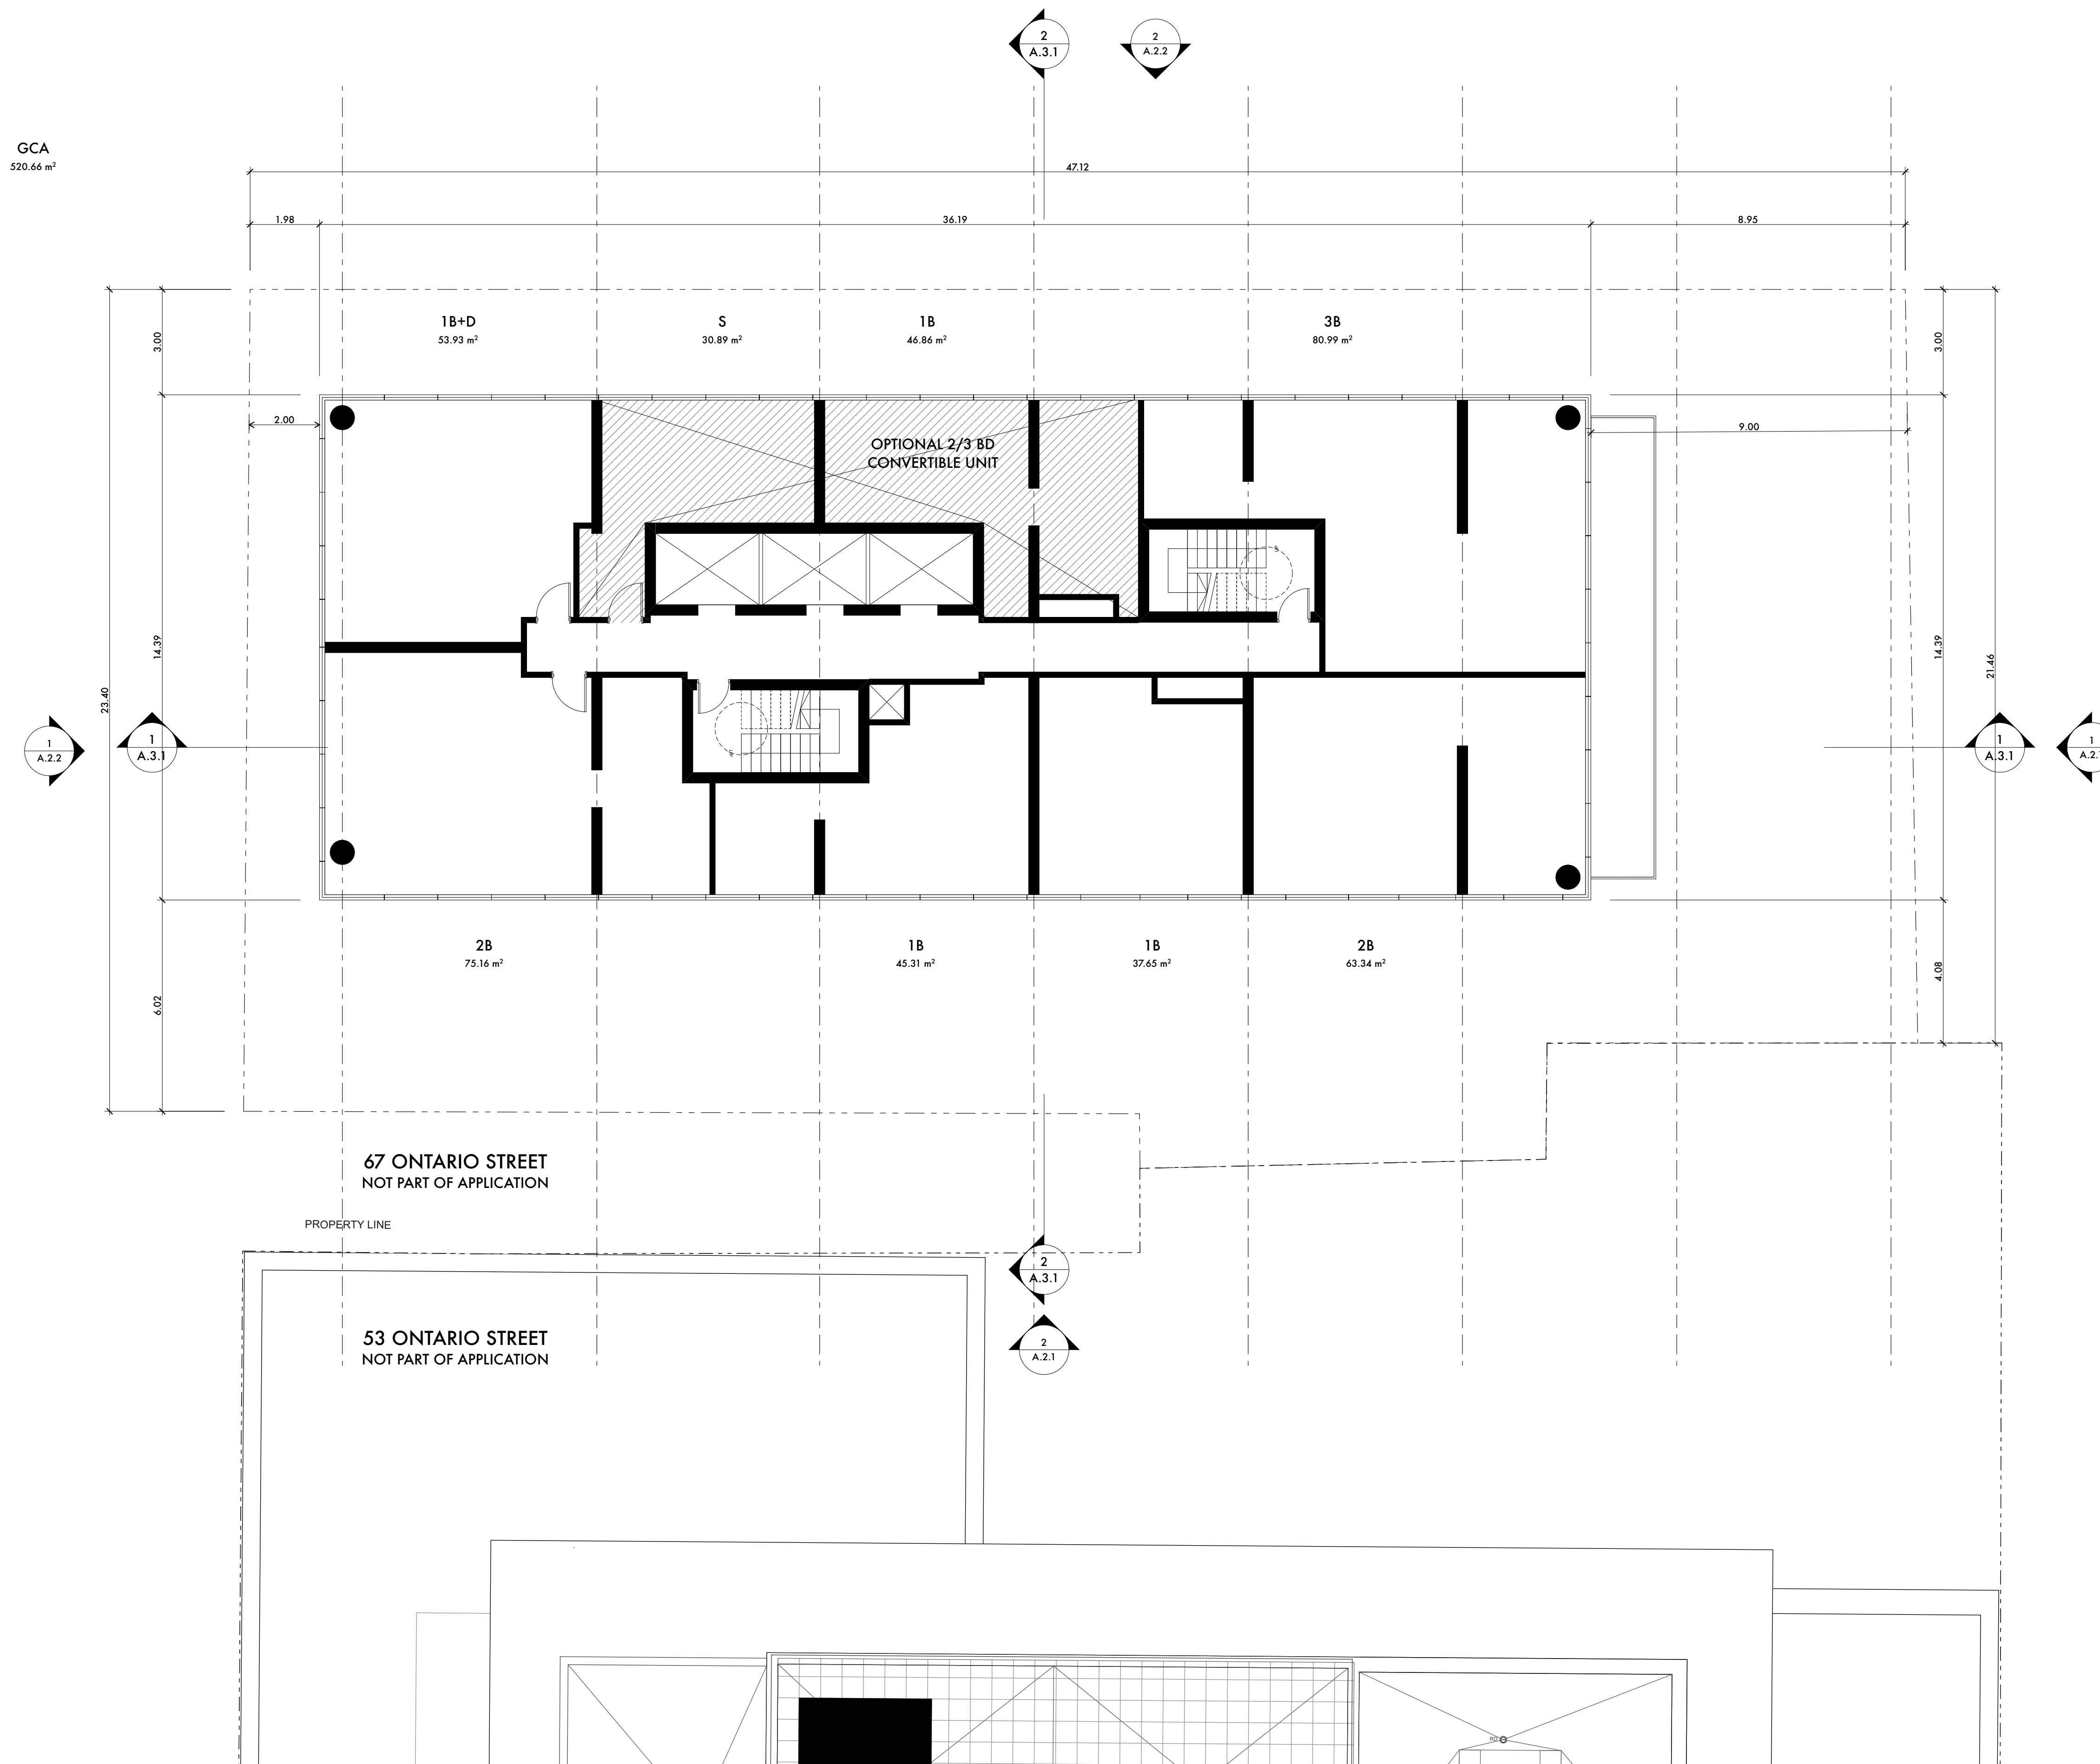 2
A.3.1
2
A.2.2
GCA
520.66 m²
47.12
1.98
36.19
8.95
1B+D
53.93 m²
S
30.89 m²
1B
46.86 m²
3B
80.99 m²
3.00
3.00
2.00
9.00
OPTIONAL 2/3 BD
CONVERTIBLE UNIT
14.39
14.39
23.40
21.46
1
A.2.2
1
A.3.1
1
A.3.1
1
A.2.
2B
75.16 m²
1B
45.31 m²
1B
37.65 m²
2B
63.34 m²
6.02
4.08
67 ONTARIO STREET
NOT PART OF APPLICATION
PROPERTY LINE
2
A.3.1
53 ONTARIO STREET
NOT PART OF APPLICATION
2
A.2.1
RD